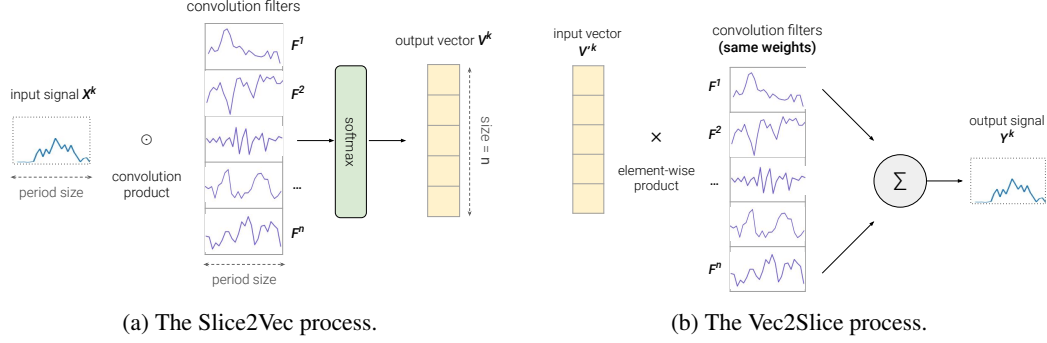 convolution filters
F¹
F²
...
Fⁿ
input signal Xᵏ
period size
⊙
convolution
product
period size
softmax
output vector Vᵏ
size = n
(a) The Slice2Vec process.
input vector
V'ᵏ
×
element-wise
product
convolution filters
(same weights)
F¹
F²
...
Fⁿ
Σ
output signal
Yᵏ
(b) The Vec2Slice process.